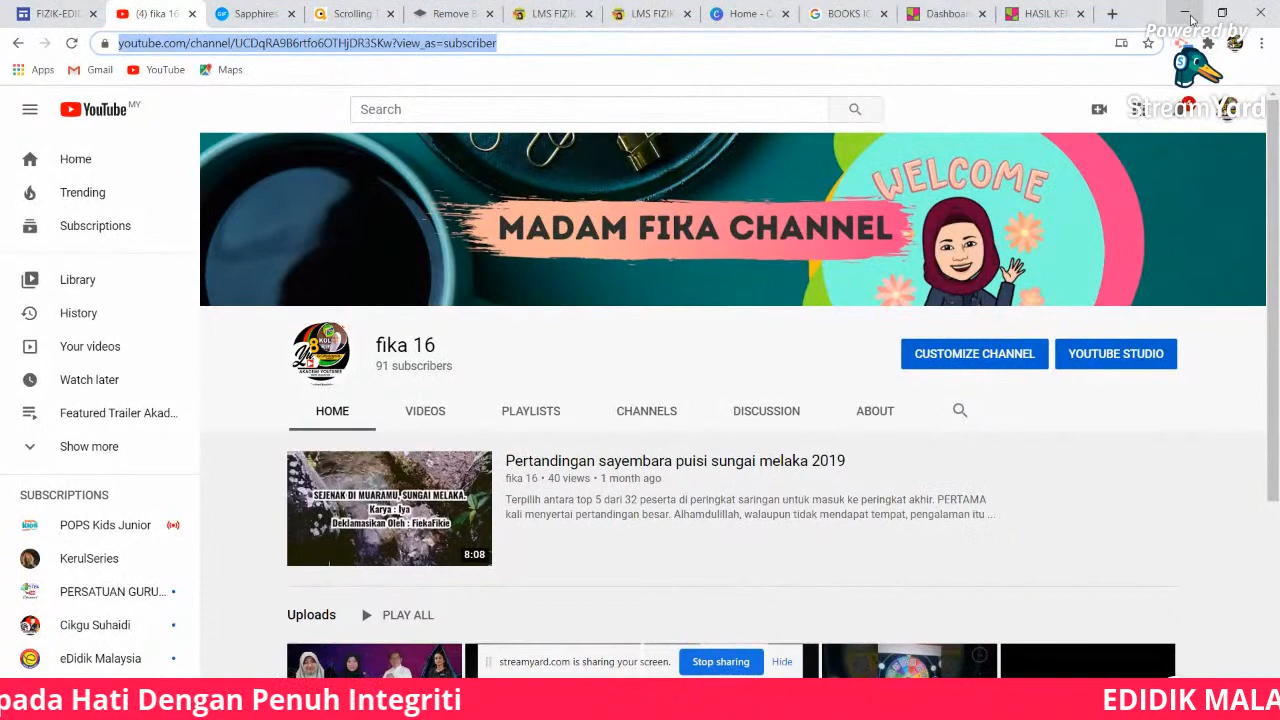 FIZIK-EDID
(4) fika 16
Sapphires
Scrolling T
Remove B
LMS FIZIK
LMS FIZIK
Home - C
BOOKS IC
Dashboa
HASIL KER
youtube.com/channel/UCDqRA9B6rtfo6OTHjDR3SKw?view_as=subscriber
Powered by
StreamYard
Apps
Gmail
YouTube
Maps
YouTube MY
Search
Home
Trending
Subscriptions
Library
History
Your videos
Watch later
Featured Trailer Akad...
Show more
SUBSCRIPTIONS
POPS Kids Junior
KerulSeries
PERSATUAN GURU...
Cikgu Suhaidi
eDidik Malaysia
WELCOME
MADAM FIKA CHANNEL
fika 16
91 subscribers
CUSTOMIZE CHANNEL
YOUTUBE STUDIO
HOME
VIDEOS
PLAYLISTS
CHANNELS
DISCUSSION
ABOUT
SEJENAK DI MUARAMU, SUNGAI MELAKA.
Karya : Iya
Deklamasikan Oleh : FiekaFikie
8:08
Pertandingan sayembara puisi sungai melaka 2019
fika 16 • 40 views • 1 month ago
Terpilih antara top 5 dari 32 peserta di peringkat saringan untuk masuk ke peringkat akhir. PERTAMA
kali menyertai pertandingan besar. Alhamdulillah, walaupun tidak mendapat tempat, pengalaman itu ...
Uploads
PLAY ALL
streamyard.com is sharing your screen.
Stop sharing
Hide
pada Hati Dengan Penuh Integriti
EDIDIK MALA